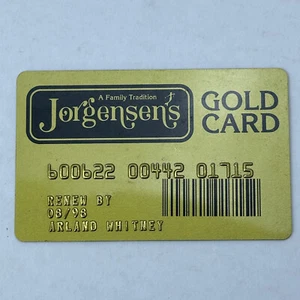 A Family Tradition
Jorgensen's
GOLD
CARD
600622 00442 01715
RENEW BY
08/98
ARLAND WHITNEY